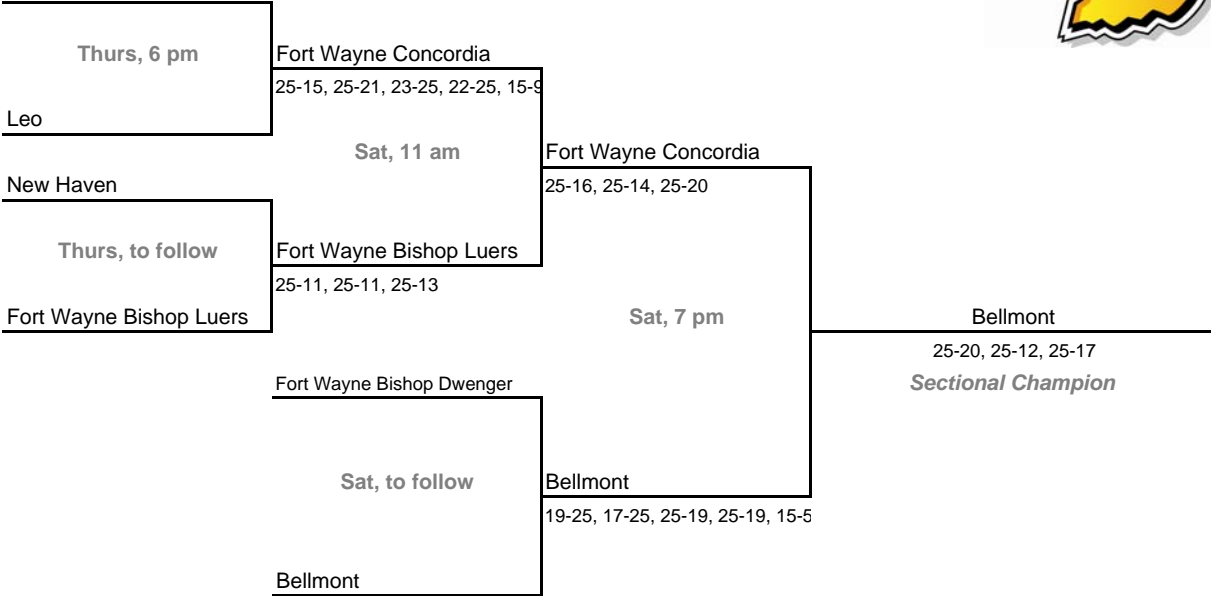 Thurs, 6 pm
Fort Wayne Concordia
25-15, 25-21, 23-25, 22-25, 15-9
Leo
Sat, 11 am
Fort Wayne Concordia
New Haven
25-16, 25-14, 25-20
Thurs, to follow
Fort Wayne Bishop Luers
25-11, 25-11, 25-13
Fort Wayne Bishop Luers
Sat, 7 pm
Bellmont
25-20, 25-12, 25-17
Fort Wayne Bishop Dwenger
Sectional Champion
Sat, to follow
Bellmont
19-25, 17-25, 25-19, 25-19, 15-5
Bellmont